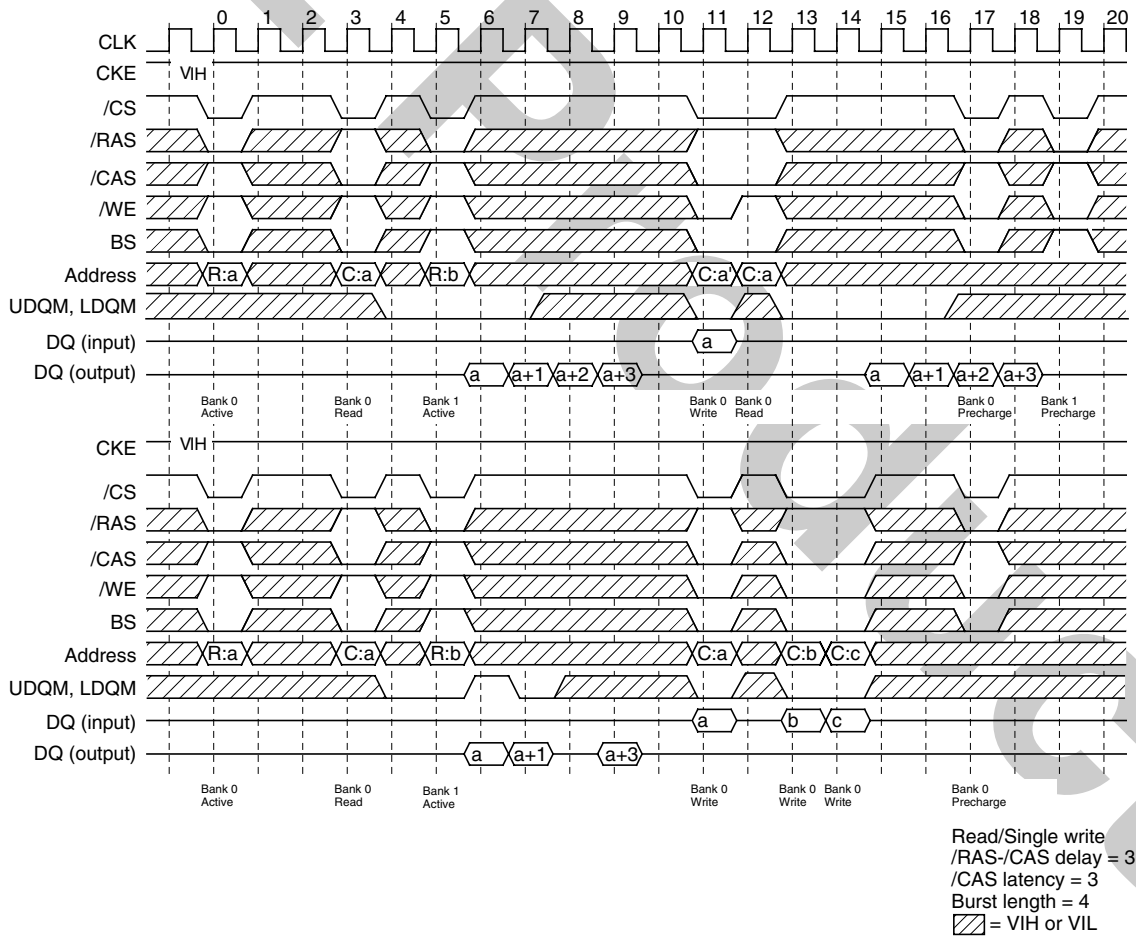 0 1 2 3 4 5 6 7 8 9 10 11 12 13 14 15 16 17 18 19 20
CLK
CKE VIH
/CS
/RAS
/CAS
/WE
BS
Address R:a C:a R:b C:a' C:a
UDQM, LDQM
DQ (input) a
DQ (output) a a+1 a+2 a+3 a a+1 a+2 a+3
Bank 0 Bank 0 Bank 1 Bank 0 Bank 0 Bank 0 Bank 1
Active Read Active Write Read Precharge Precharge
CKE VIH
/CS
/RAS
/CAS
/WE
BS
Address R:a C:a R:b C:a C:b C:c
UDQM, LDQM
DQ (input) a b c
DQ (output) a a+1 a+3
Bank 0 Bank 0 Bank 1 Bank 0 Bank 0 Bank 0 Bank 0
Active Read Active Write Write Write Precharge
Read/Single write
/RAS-/CAS delay = 3
/CAS latency = 3
Burst length = 4
= VIH or VIL